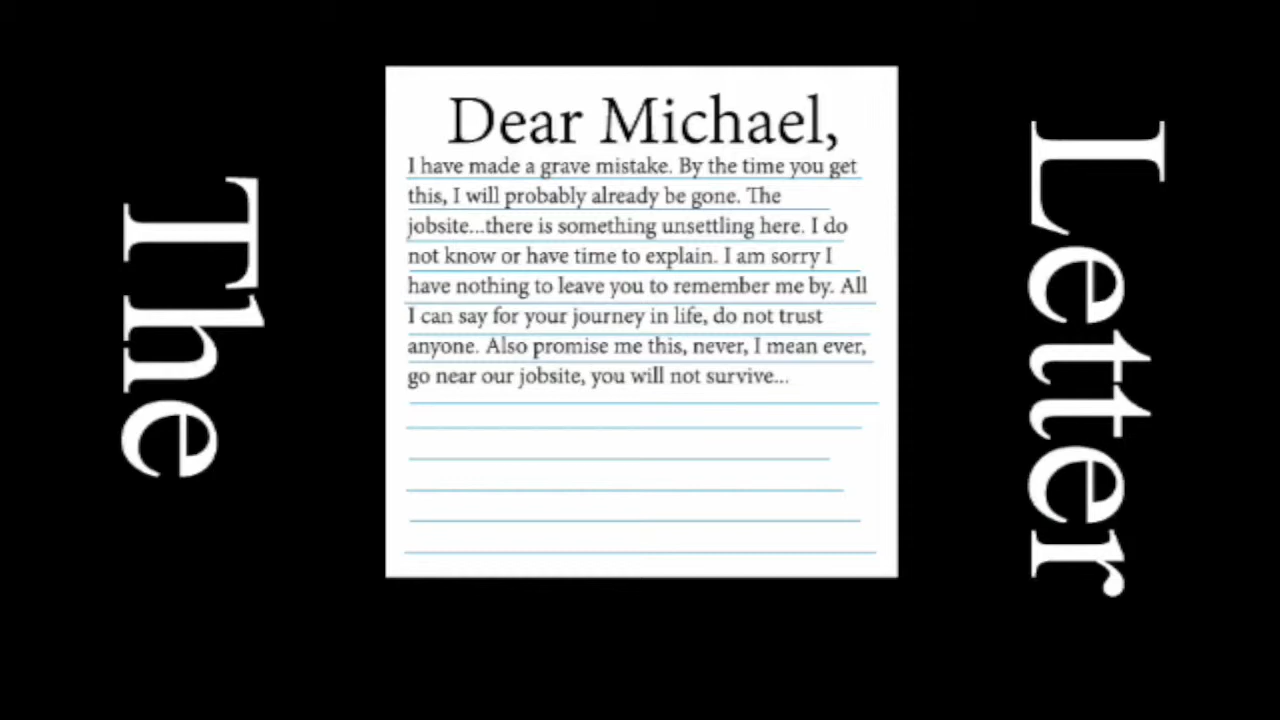 The
Dear Michael,
I have made a grave mistake. By the time you get
this, I will probably already be gone. The
jobsite...there is something unsettling here. I do
not know or have time to explain. I am sorry I
have nothing to leave you to remember me by. All
I can say for your journey in life, do not trust
anyone. Also promise me this, never, I mean ever,
go near our jobsite, you will not survive...
Letter